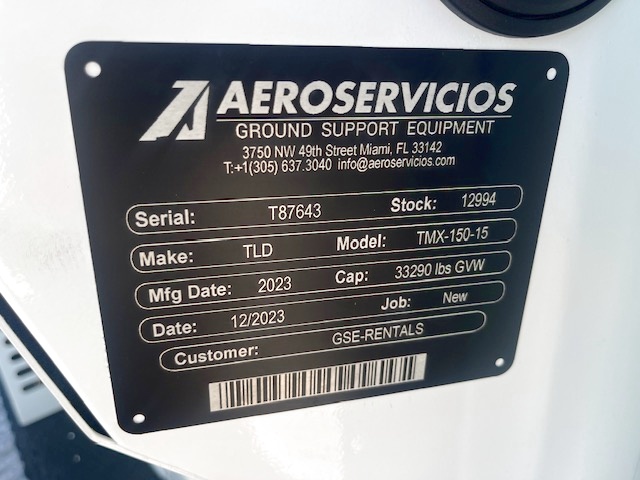 AEROSERVICIOS
GROUND SUPPORT EQUIPMENT
3750 NW 49th Street Miami, FL 33142
T:+1(305) 637.3040 info@aeroservicios.com
Serial: T87643 Stock: 12994
Make: TLD Model: TMX-150-15
Mfg Date: 2023 Cap: 33290 lbs GVW
Date: 12/2023 Job: New
Customer: GSE-RENTALS